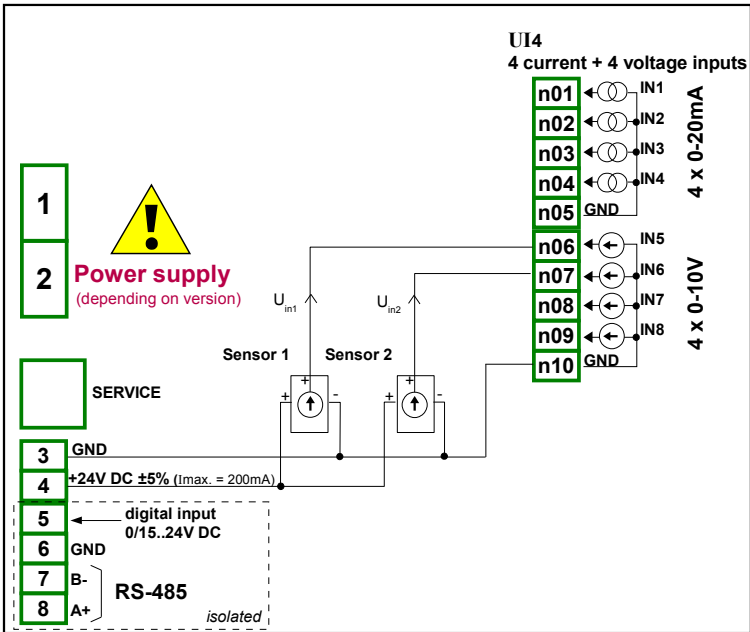 UI4
4 current + 4 voltage inputs
n01 IN1
n02 IN2
n03 IN3
n04 IN4
n05 GND
4 x 0-20mA
n06 IN5
n07 IN6
n08 IN7
n09 IN8
n10 GND
4 x 0-10V
1
2
!
Power supply
(depending on version)
Uin1
Uin2
Sensor 1
Sensor 2
+
+ -
+
+ -
SERVICE
3 GND
4 +24V DC ±5% (Imax. = 200mA)
5 digital input
0/15..24V DC
6 GND
7 B-
8 A+
RS-485
isolated